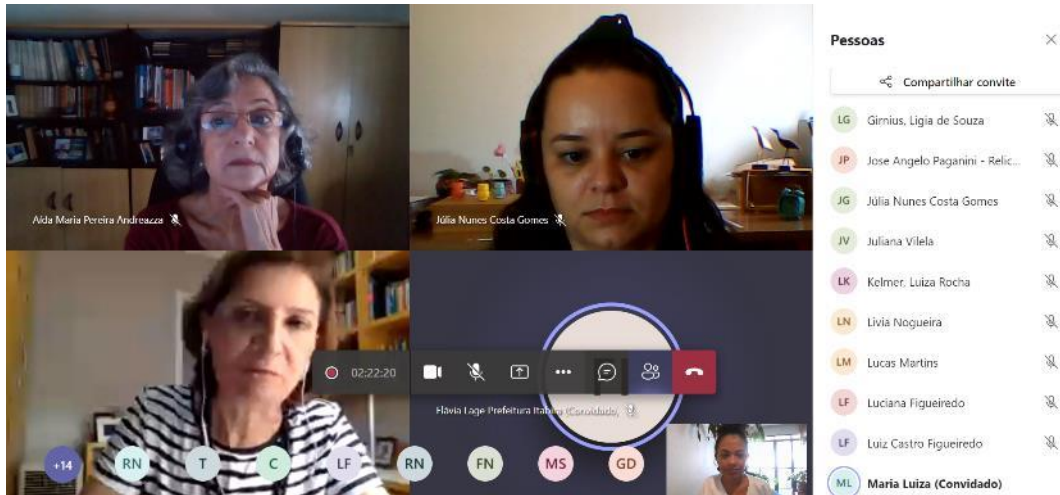 Pessoas
Compartilhar convite
LG Girnius, Ligia de Souza
JP Jose Angelo Paganini - Relic...
JG Júlia Nunes Costa Gomes
JV Juliana Vilela
LK Kelmer, Luiza Rocha
LN Livia Nogueira
LM Lucas Martins
LF Luciana Figueiredo
LF Luiz Castro Figueiredo
ML Maria Luiza (Convidado)
Aída Maria Pereira Andreazza
Júlia Nunes Costa Gomes
02:22:20
Flávia Lage Prefeitura Itabira (Convidado)
+14 RN T C LF RN FN MS GD